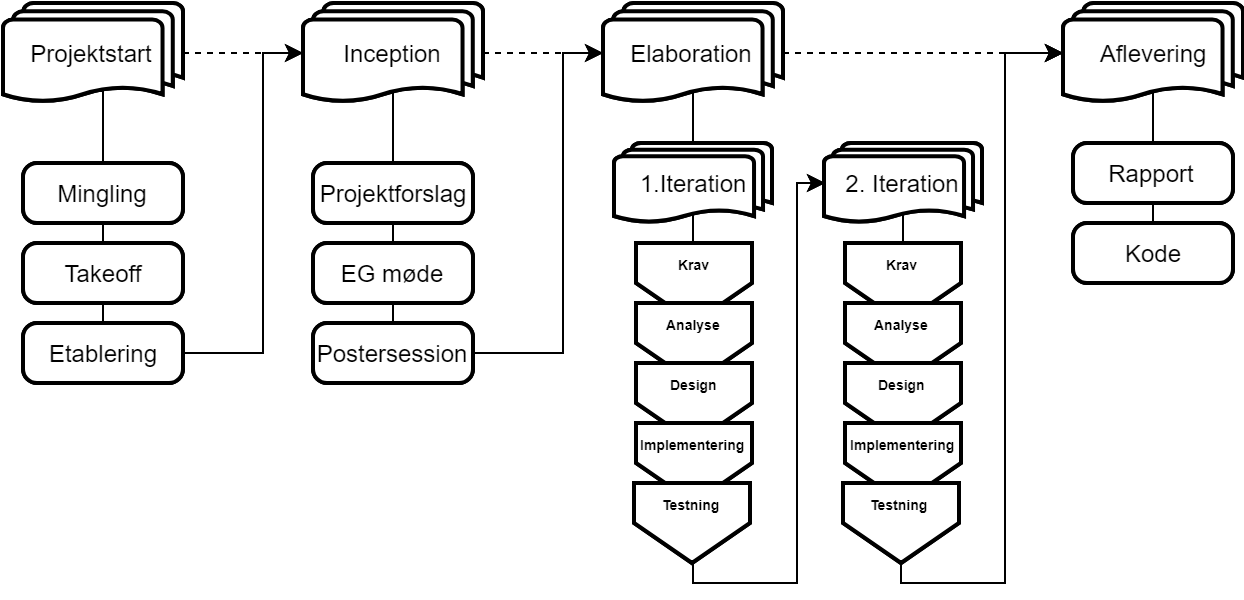 Projektstart
Inception
Elaboration
Aflevering
Mingling
Takeoff
Etablering
Projektforslag
EG møde
Postersession
1.Iteration
Krav
Analyse
Design
Implementering
Testning
2. Iteration
Krav
Analyse
Design
Implementering
Testning
Rapport
Kode